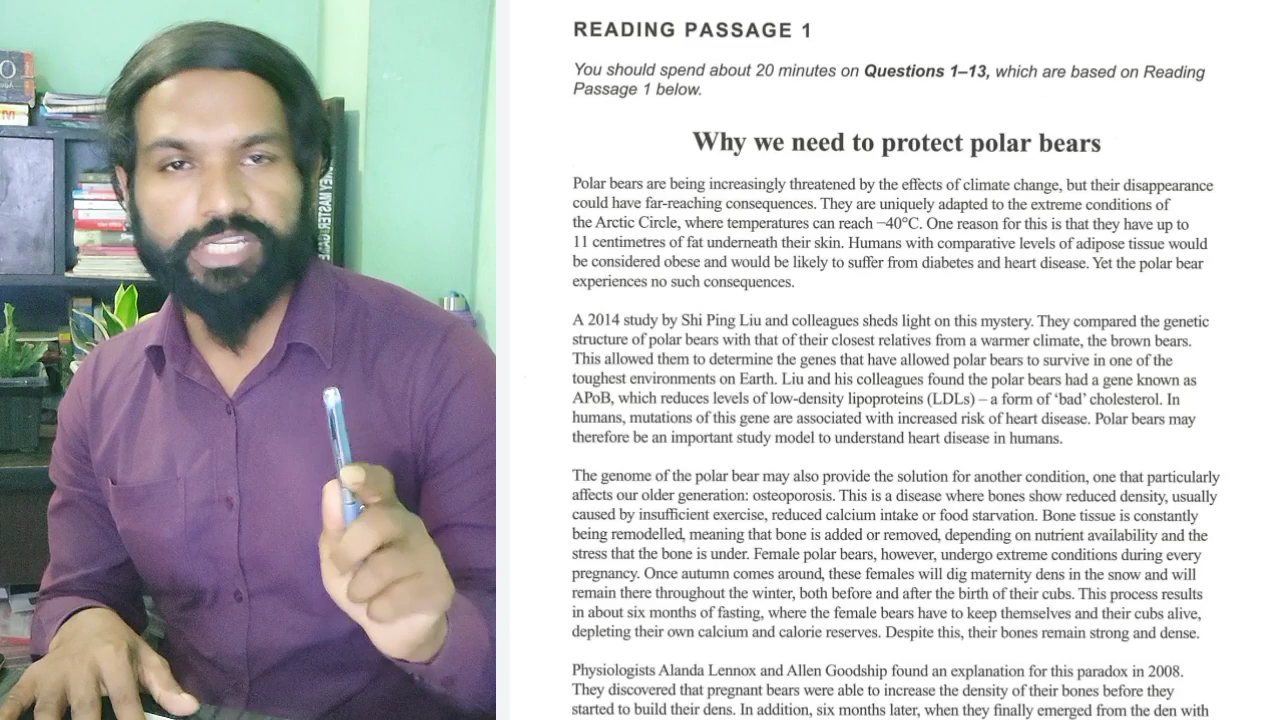 READING PASSAGE 1
You should spend about 20 minutes on Questions 1–13, which are based on Reading
Passage 1 below.
Why we need to protect polar bears
Polar bears are being increasingly threatened by the effects of climate change, but their disappearance
could have far-reaching consequences. They are uniquely adapted to the extreme conditions of
the Arctic Circle, where temperatures can reach −40°C. One reason for this is that they have up to
11 centimetres of fat underneath their skin. Humans with comparative levels of adipose tissue would
be considered obese and would be likely to suffer from diabetes and heart disease. Yet the polar bear
experiences no such consequences.
A 2014 study by Shi Ping Liu and colleagues sheds light on this mystery. They compared the genetic
structure of polar bears with that of their closest relatives from a warmer climate, the brown bears.
This allowed them to determine the genes that have allowed polar bears to survive in one of the
toughest environments on Earth. Liu and his colleagues found the polar bears had a gene known as
APoB, which reduces levels of low-density lipoproteins (LDLs) – a form of ‘bad’ cholesterol. In
humans, mutations of this gene are associated with increased risk of heart disease. Polar bears may
therefore be an important study model to understand heart disease in humans.
The genome of the polar bear may also provide the solution for another condition, one that particularly
affects our older generation: osteoporosis. This is a disease where bones show reduced density, usually
caused by insufficient exercise, reduced calcium intake or food starvation. Bone tissue is constantly
being remodelled, meaning that bone is added or removed, depending on nutrient availability and the
stress that the bone is under. Female polar bears, however, undergo extreme conditions during every
pregnancy. Once autumn comes around, these females will dig maternity dens in the snow and will
remain there throughout the winter, both before and after the birth of their cubs. This process results
in about six months of fasting, where the female bears have to keep themselves and their cubs alive,
depleting their own calcium and calorie reserves. Despite this, their bones remain strong and dense.
Physiologists Alanda Lennox and Allen Goodship found an explanation for this paradox in 2008.
They discovered that pregnant bears were able to increase the density of their bones before they
started to build their dens. In addition, six months later, when they finally emerged from the den with